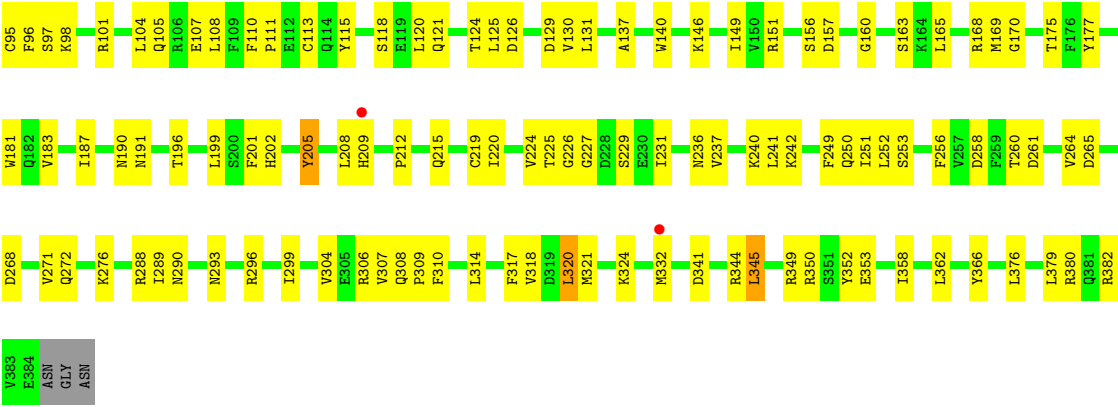 C95 F96 S97 K98 R101 L104 Q105 R106 E107 L108 F109 F110 P111 E112 C113 Q114 Y115 S118 E119 L120 Q121 T124 L125 D126 D129 V130 L131 A137 W140 K146 I149 V150 R151 S156 D157 G160 S163 K164 L165 R168 M169 G170 T175 F176 Y177
W181 Q182 V183 I187 N190 N191 T196 L199 S200 F201 H202 Y205 L208 H209 P212 Q215 C219 I220 V224 T225 G226 G227 D228 S229 E230 I231 N236 V237 K240 L241 K242 F249 Q250 G251 L252 S253 F256 V257 D258 F259 T260 D261 V264 D265
D268 V271 Q272 K276 R288 I289 N290 N293 R296 I299 V304 E305 R306 V307 Q308 P309 F310 L314 F317 V318 D319 L320 M321 K324 M332 D341 R344 L345 R349 R350 S351 Y352 E353 I358 L362 Y366 L376 L379 R380 Q381 R382
V383 E384 ASN GLY ASN